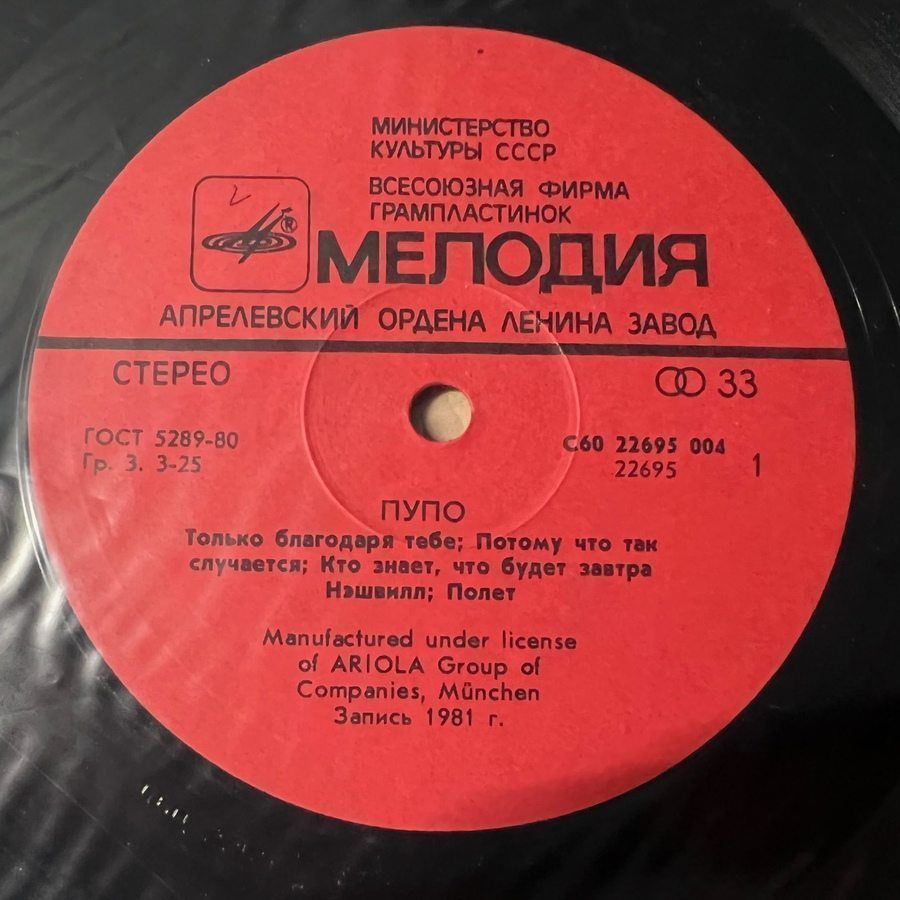 МИНИСТЕРСТВО
КУЛЬТУРЫ СССР
ВСЕСОЮЗНАЯ ФИРМА
ГРАМПЛАСТИНОК
®
МЕЛОДИЯ
АПРЕЛЕВСКИЙ ОРДЕНА ЛЕНИНА ЗАВОД
СТЕРЕО
33
ГОСТ 5289-80
Гр. 3. 3-25
С60 22695 004
22695 1
ПУПО
Только благодаря тебе; Потому что так
случается; Кто знает, что будет завтра
Нэшвилл; Полет
Manufactured under license
of ARIOLA Group of
Companies, München
Запись 1981 г.